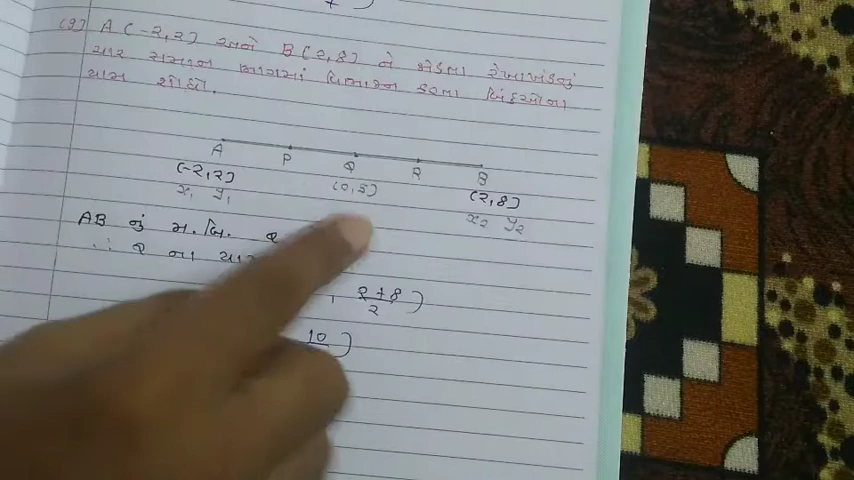 (9) A (-2,2) અને B(2,8) ને જોડતા રેખાખંડનું
ચાર સમાન ભાગમાં વિભાજન કરતા બિંદુઓના
યામ શોધો.
A P Q R B
(-2,2) (0,5) (2,8)
x₁ y₁ x₂ y₂
AB નું મ.બિ. Q
∴ Q ના યામ
, 2+8/2 )
10 )